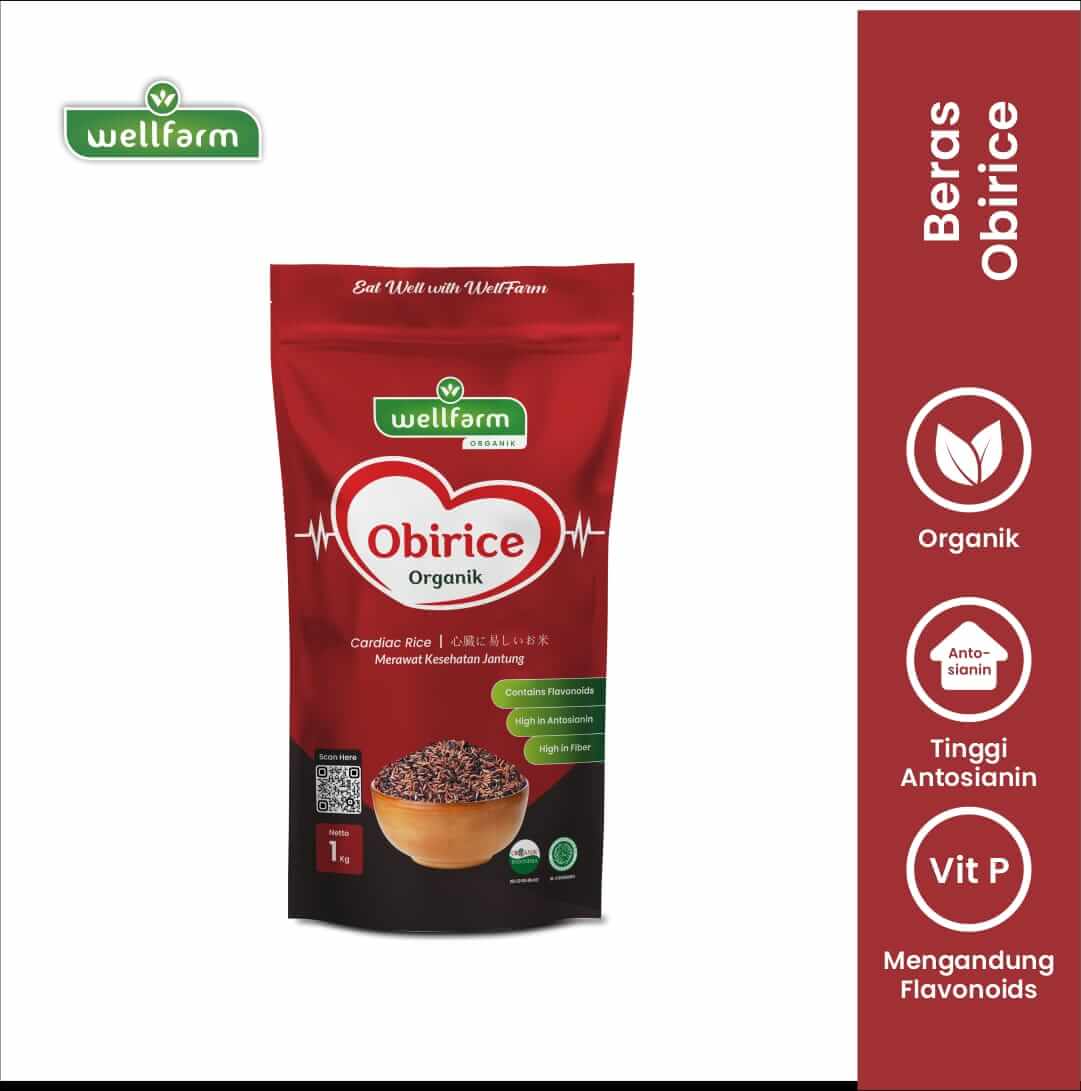 wellfarm
Eat Well with WellFarm
wellfarm
ORGANIK
Obirice
Organik
Cardiac Rice | 心臓に易しいお米
Merawat Kesehatan Jantung
Contains Flavonoids
High in Antosianin
High in Fiber
Scan Here
Netto
1 Kg
ORGANIK
INDONESIA
Beras
Obirice
Organik
Anto-
sianin
Tinggi
Antosianin
Vit P
Mengandung
Flavonoids